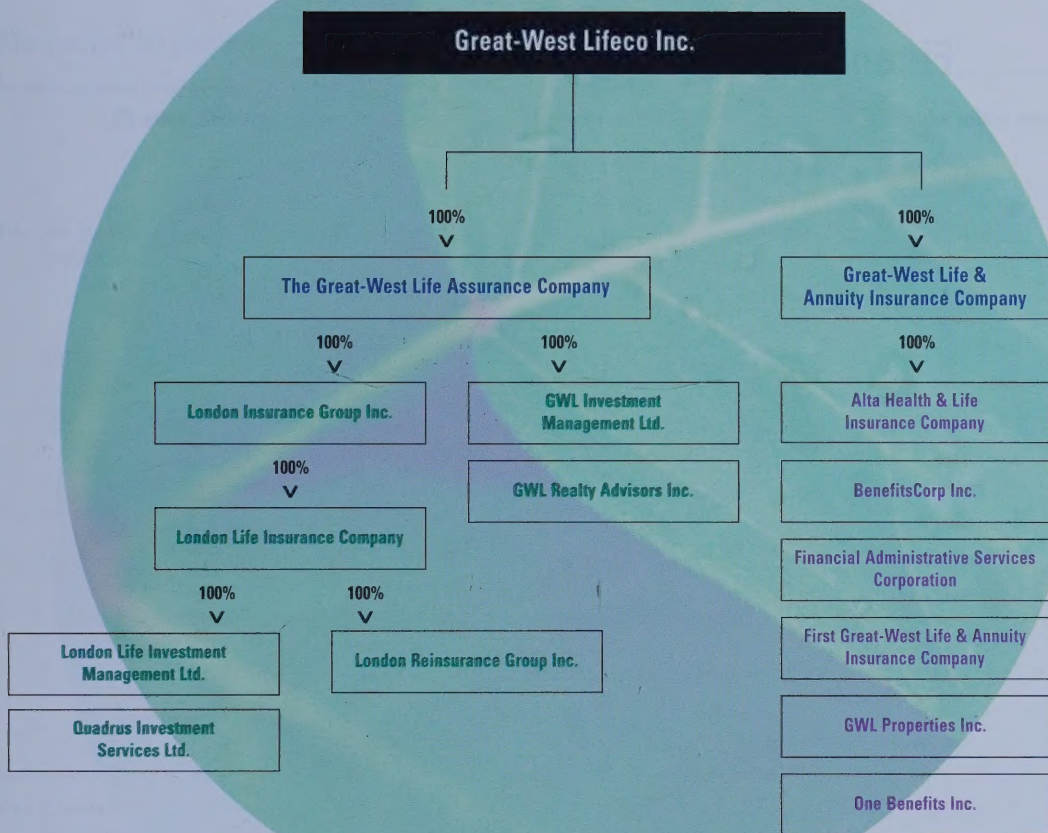 Great-West Lifeco Inc.
100%
The Great-West Life Assurance Company
100%
London Insurance Group Inc.
100%
London Life Insurance Company
100%
London Life Investment
Management Ltd.
Quadrus Investment
Services Ltd.
100%
London Reinsurance Group Inc.
100%
GWL Investment
Management Ltd.
GWL Realty Advisors Inc.
100%
Great-West Life &
Annuity Insurance Company
100%
Alta Health & Life
Insurance Company
BenefitsCorp Inc.
Financial Administrative Services
Corporation
First Great-West Life & Annuity
Insurance Company
GWL Properties Inc.
One Benefits Inc.